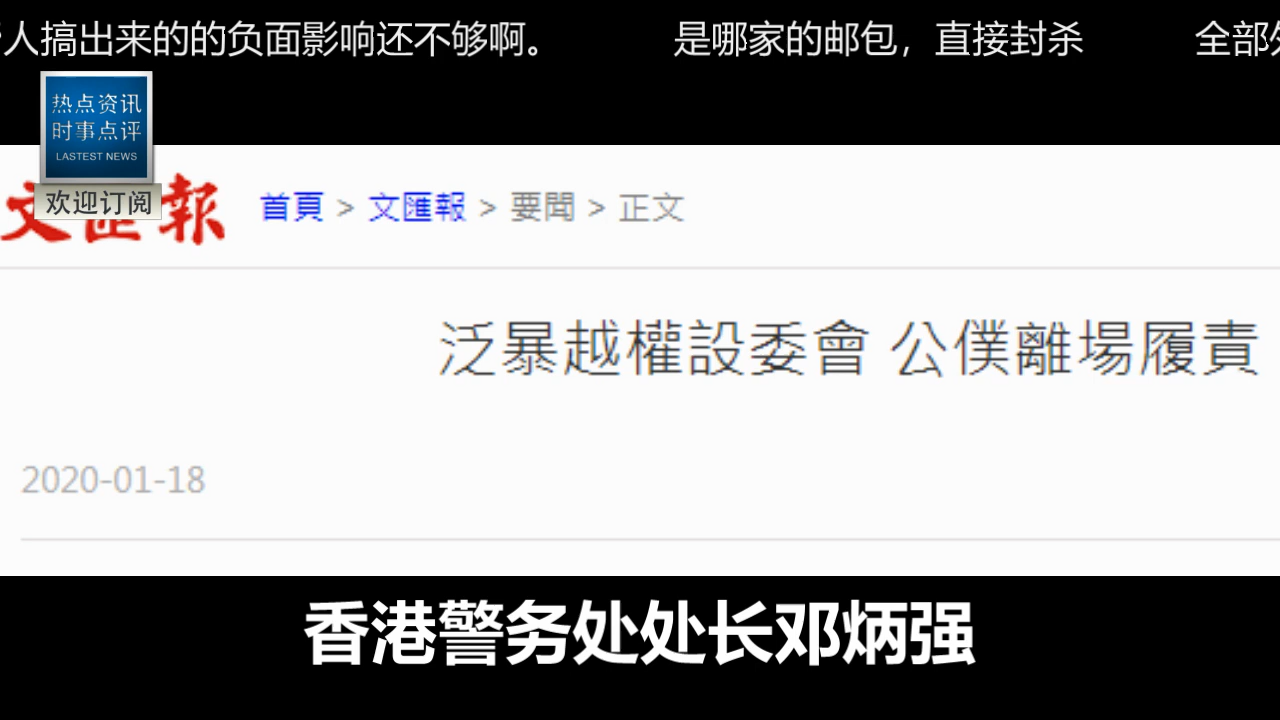 人搞出来的的负面影响还不够啊。 是哪家的邮包，直接封杀 全部
热点资讯
时事点评
LASTEST NEWS
欢迎订阅
文匯報 首頁 > 文匯報 > 要聞 > 正文
泛暴越權設委會 公僕離場履責
2020-01-18
香港警务处处长邓炳强